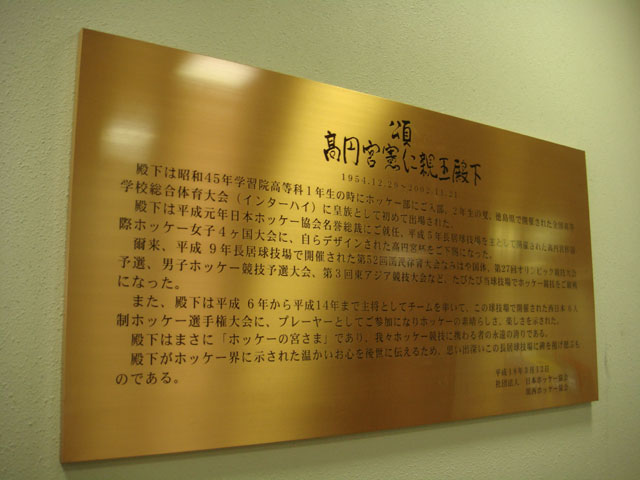 頌
高円宮憲仁親王殿下
1954.12.29~2002.11.21
殿下は昭和45年学習院高等科1年生の時にホッケー部にご入部、2年生の夏、徳島県で開催された全国高等
学校総合体育大会(インターハイ)に皇族として初めて出場された。
殿下は平成元年日本ホッケー協会名誉総裁にご就任、平成5年長居球技場を主として開催された高円宮杯国
際ホッケー女子4ヶ国大会に、自らデザインされた高円宮杯をご下賜になった。
爾来、平成9年長居球技場で開催された第52回国民体育大会なみはや国体、第27回オリンピック競技大会
予選、男子ホッケー競技予選大会、第3回東アジア競技大会など、たびたび当球技場でホッケー競技をご観戦
になった。
また、殿下は平成6年から平成14年まで主将としてチームを率いて、この球技場で開催された西日本9人
制ホッケー選手権大会に、プレーヤーとしてご参加になりホッケーの素晴らしさ、楽しさを示された。
殿下はまさに「ホッケーの宮さま」であり、我々ホッケー競技に携わる者の永遠の誇りである。
殿下がホッケー界に示された温かいお心を後世に伝えるため、思い出深いこの長居球技場に碑を掲げ偲ぶも
のである。
社団法人 日本ホッケー協会
関西ホッケー協会